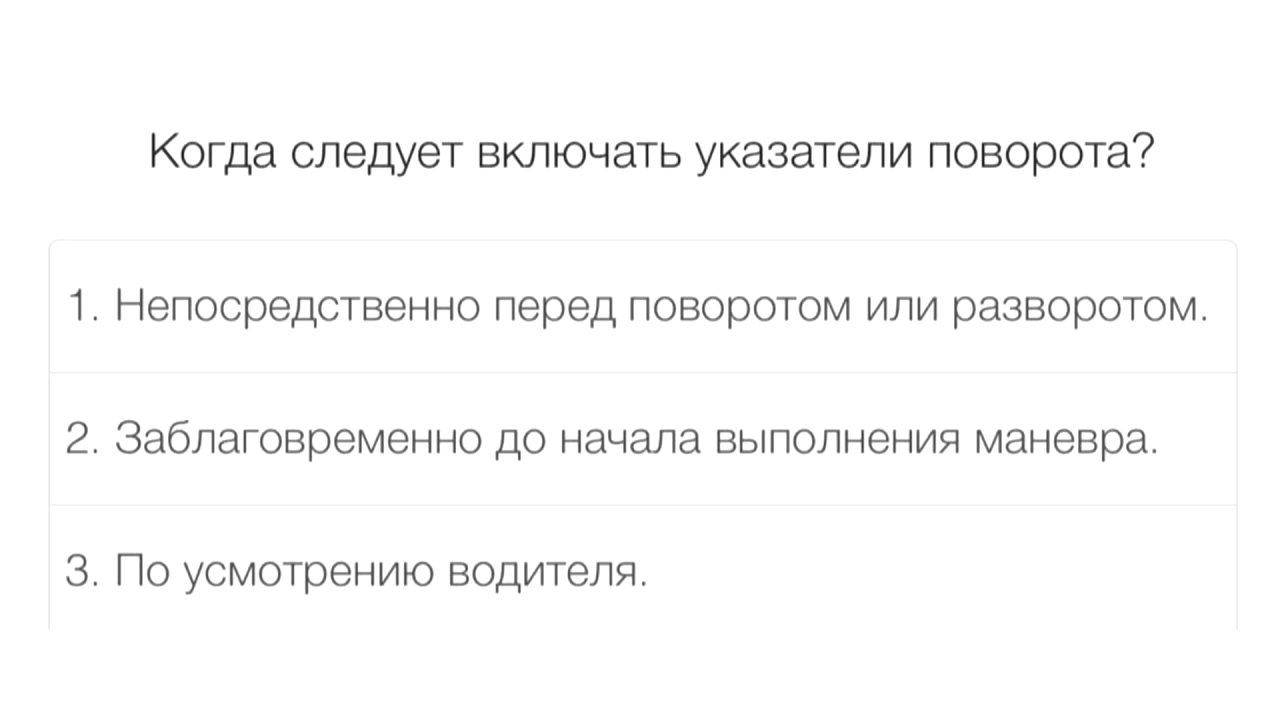 Когда следует включать указатели поворота?
1. Непосредственно перед поворотом или разворотом.
2. Заблаговременно до начала выполнения маневра.
3. По усмотрению водителя.